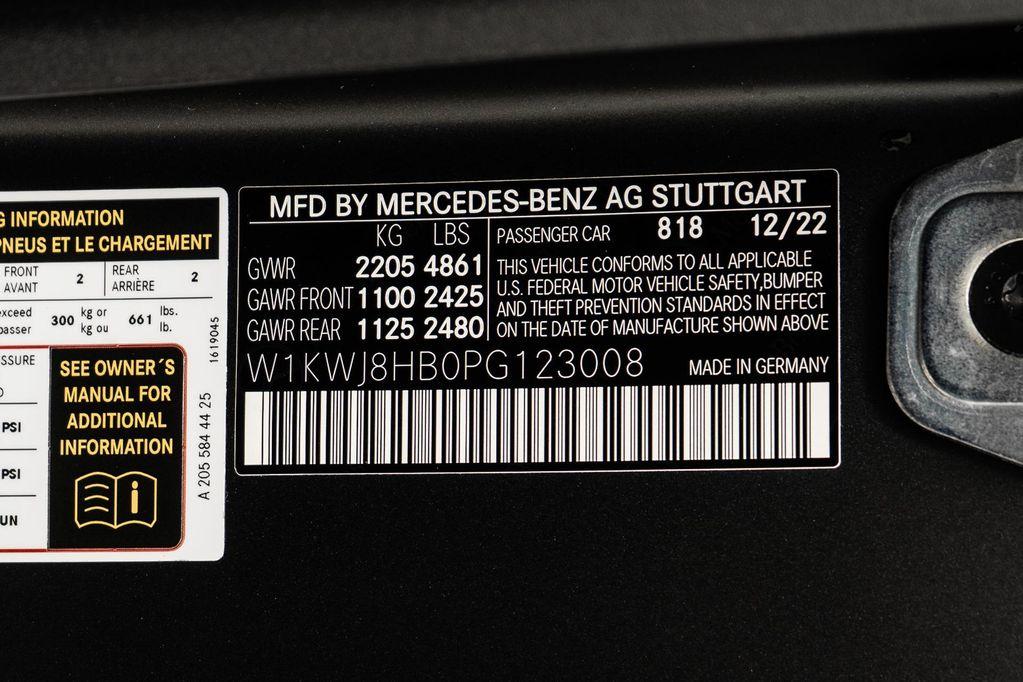 G INFORMATION
PNEUS ET LE CHARGEMENT
FRONT
AVANT
2
REAR
ARRIÈRE
2
xceed
passer
300 kg or
kg ou
661 lbs.
lb.
1619045
SSURE
D
PSI
PSI
UN
SEE OWNER´S
MANUAL FOR
ADDITIONAL
INFORMATION
A 205 584 44 25
MFD BY MERCEDES-BENZ AG STUTTGART
KG LBS
GVWR 2205 4861
GAWR FRONT 1100 2425
GAWR REAR 1125 2480
PASSENGER CAR 818 12/22
THIS VEHICLE CONFORMS TO ALL APPLICABLE
U.S. FEDERAL MOTOR VEHICLE SAFETY,BUMPER
AND THEFT PREVENTION STANDARDS IN EFFECT
ON THE DATE OF MANUFACTURE SHOWN ABOVE
W1KWJ8HB0PG123008
MADE IN GERMANY